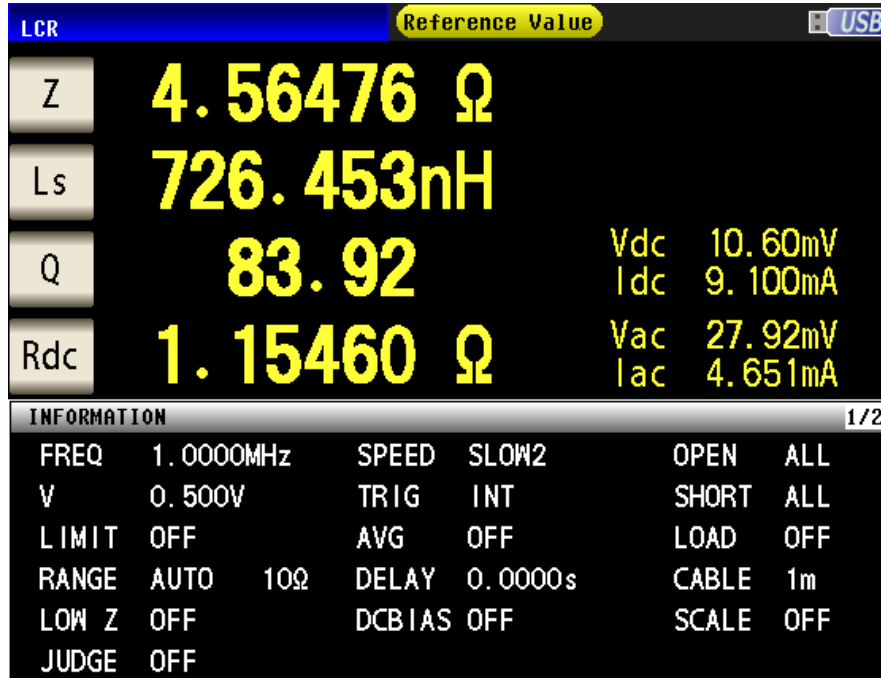 LCR Reference Value USB
Z 4.56476 Ω
Ls 726.453nH
Q 83.92
Vdc 10.60mV
Idc 9.100mA
Rdc 1.15460 Ω
Vac 27.92mV
Iac 4.651mA
INFORMATION 1/2
FREQ 1.0000MHz SPEED SLOW2 OPEN ALL
V 0.500V TRIG INT SHORT ALL
LIMIT OFF AVG OFF LOAD OFF
RANGE AUTO 10Ω DELAY 0.0000s CABLE 1m
LOW Z OFF DCBIAS OFF SCALE OFF
JUDGE OFF